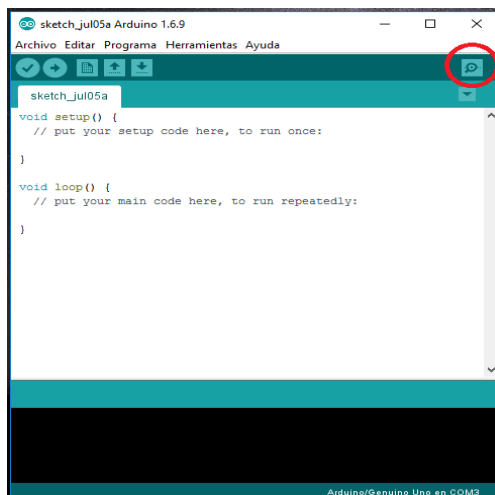 sketch_jul05a Arduino 1.6.9
Archivo Editar Programa Herramientas Ayuda
sketch_jul05a
void setup() {
  // put your setup code here, to run once:
}
void loop() {
  // put your main code here, to run repeatedly:
}
Arduino/Genuino Uno en COM3